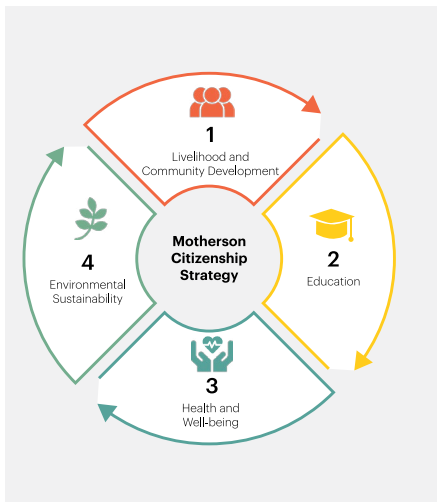 1
Livelihood and
Community Development
Motherson
Citizenship
Strategy
2
Education
3
Health and
Well-being
4
Environmental
Sustainability